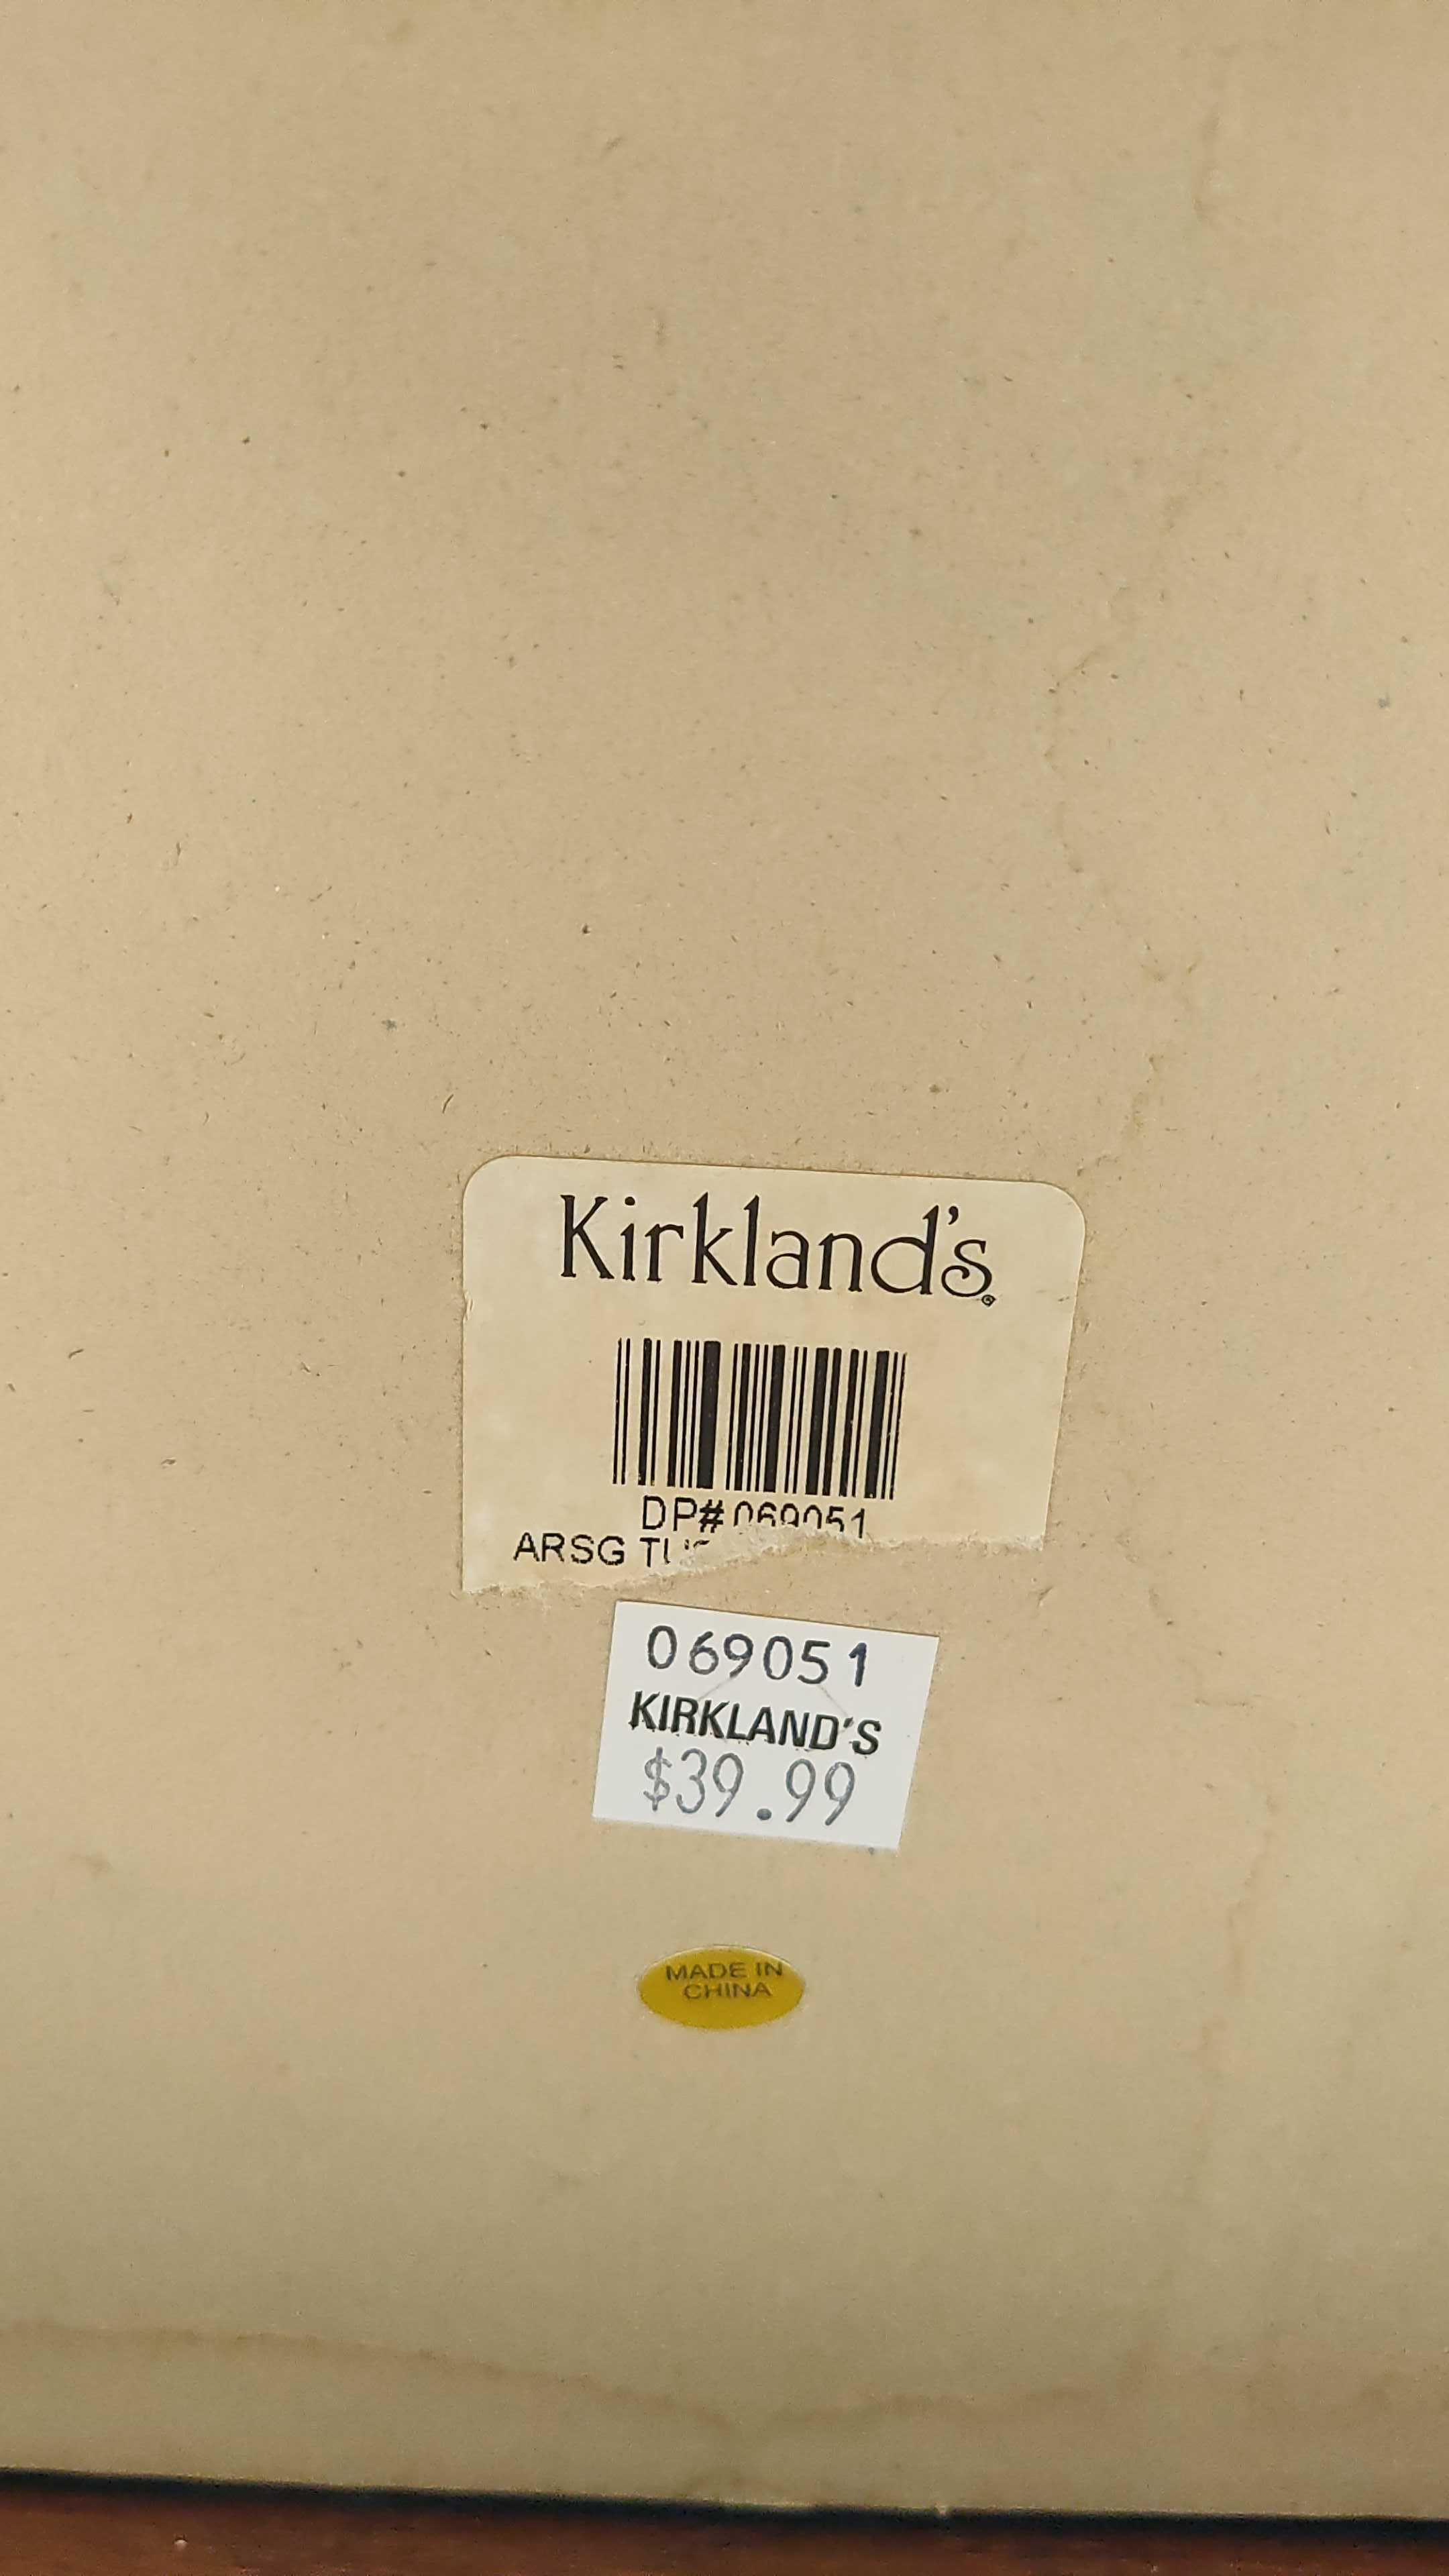 Kirkland's®
DP#069051
ARSG
069051
KIRKLAND'S
$39.99
MADE IN
CHINA